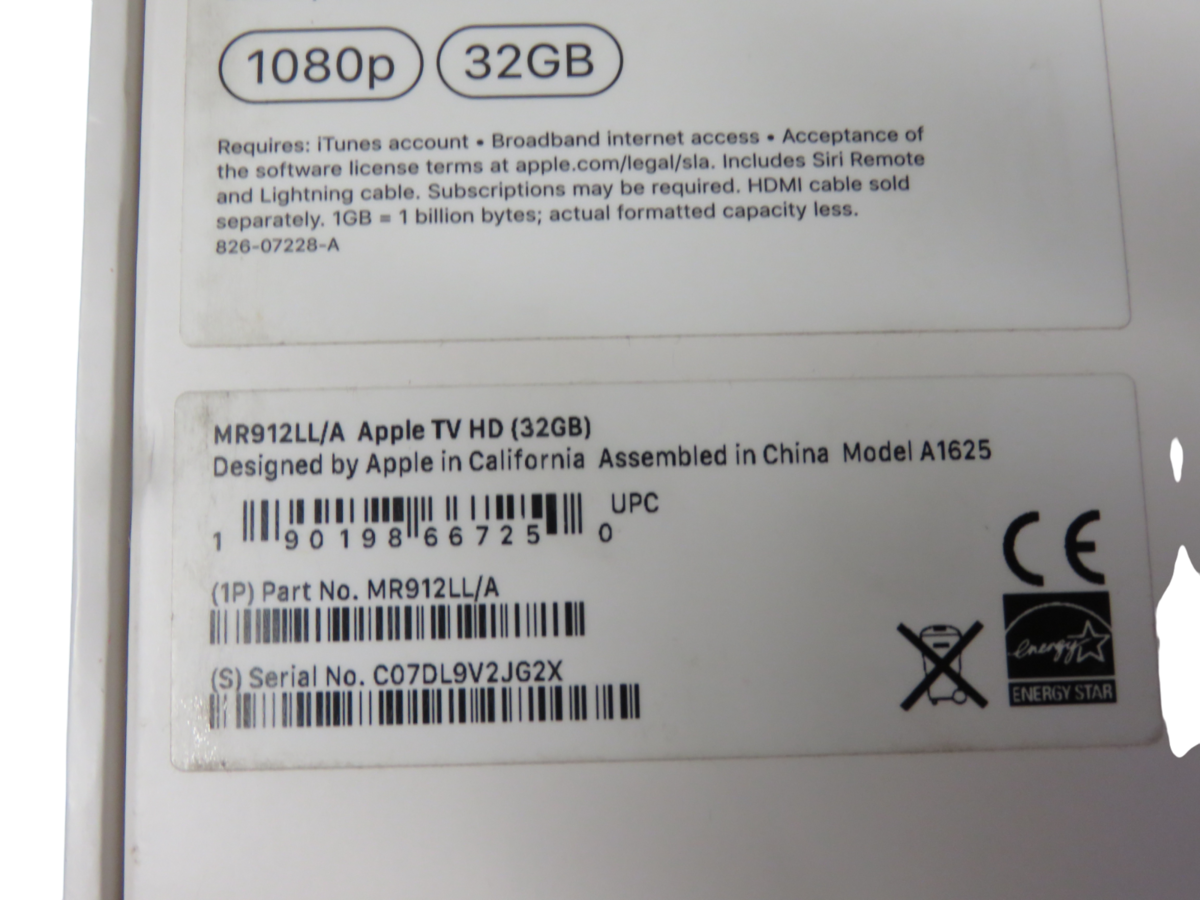 1080p 32GB
Requires: iTunes account • Broadband internet access • Acceptance of
the software license terms at apple.com/legal/sla. Includes Siri Remote
and Lightning cable. Subscriptions may be required. HDMI cable sold
separately. 1GB = 1 billion bytes; actual formatted capacity less.
826-07228-A
MR912LL/A Apple TV HD (32GB)
Designed by Apple in California Assembled in China Model A1625
UPC
1 90198 66725 0
(1P) Part No. MR912LL/A
(S) Serial No. C07DL9V2JG2X
CE
energy
ENERGY STAR